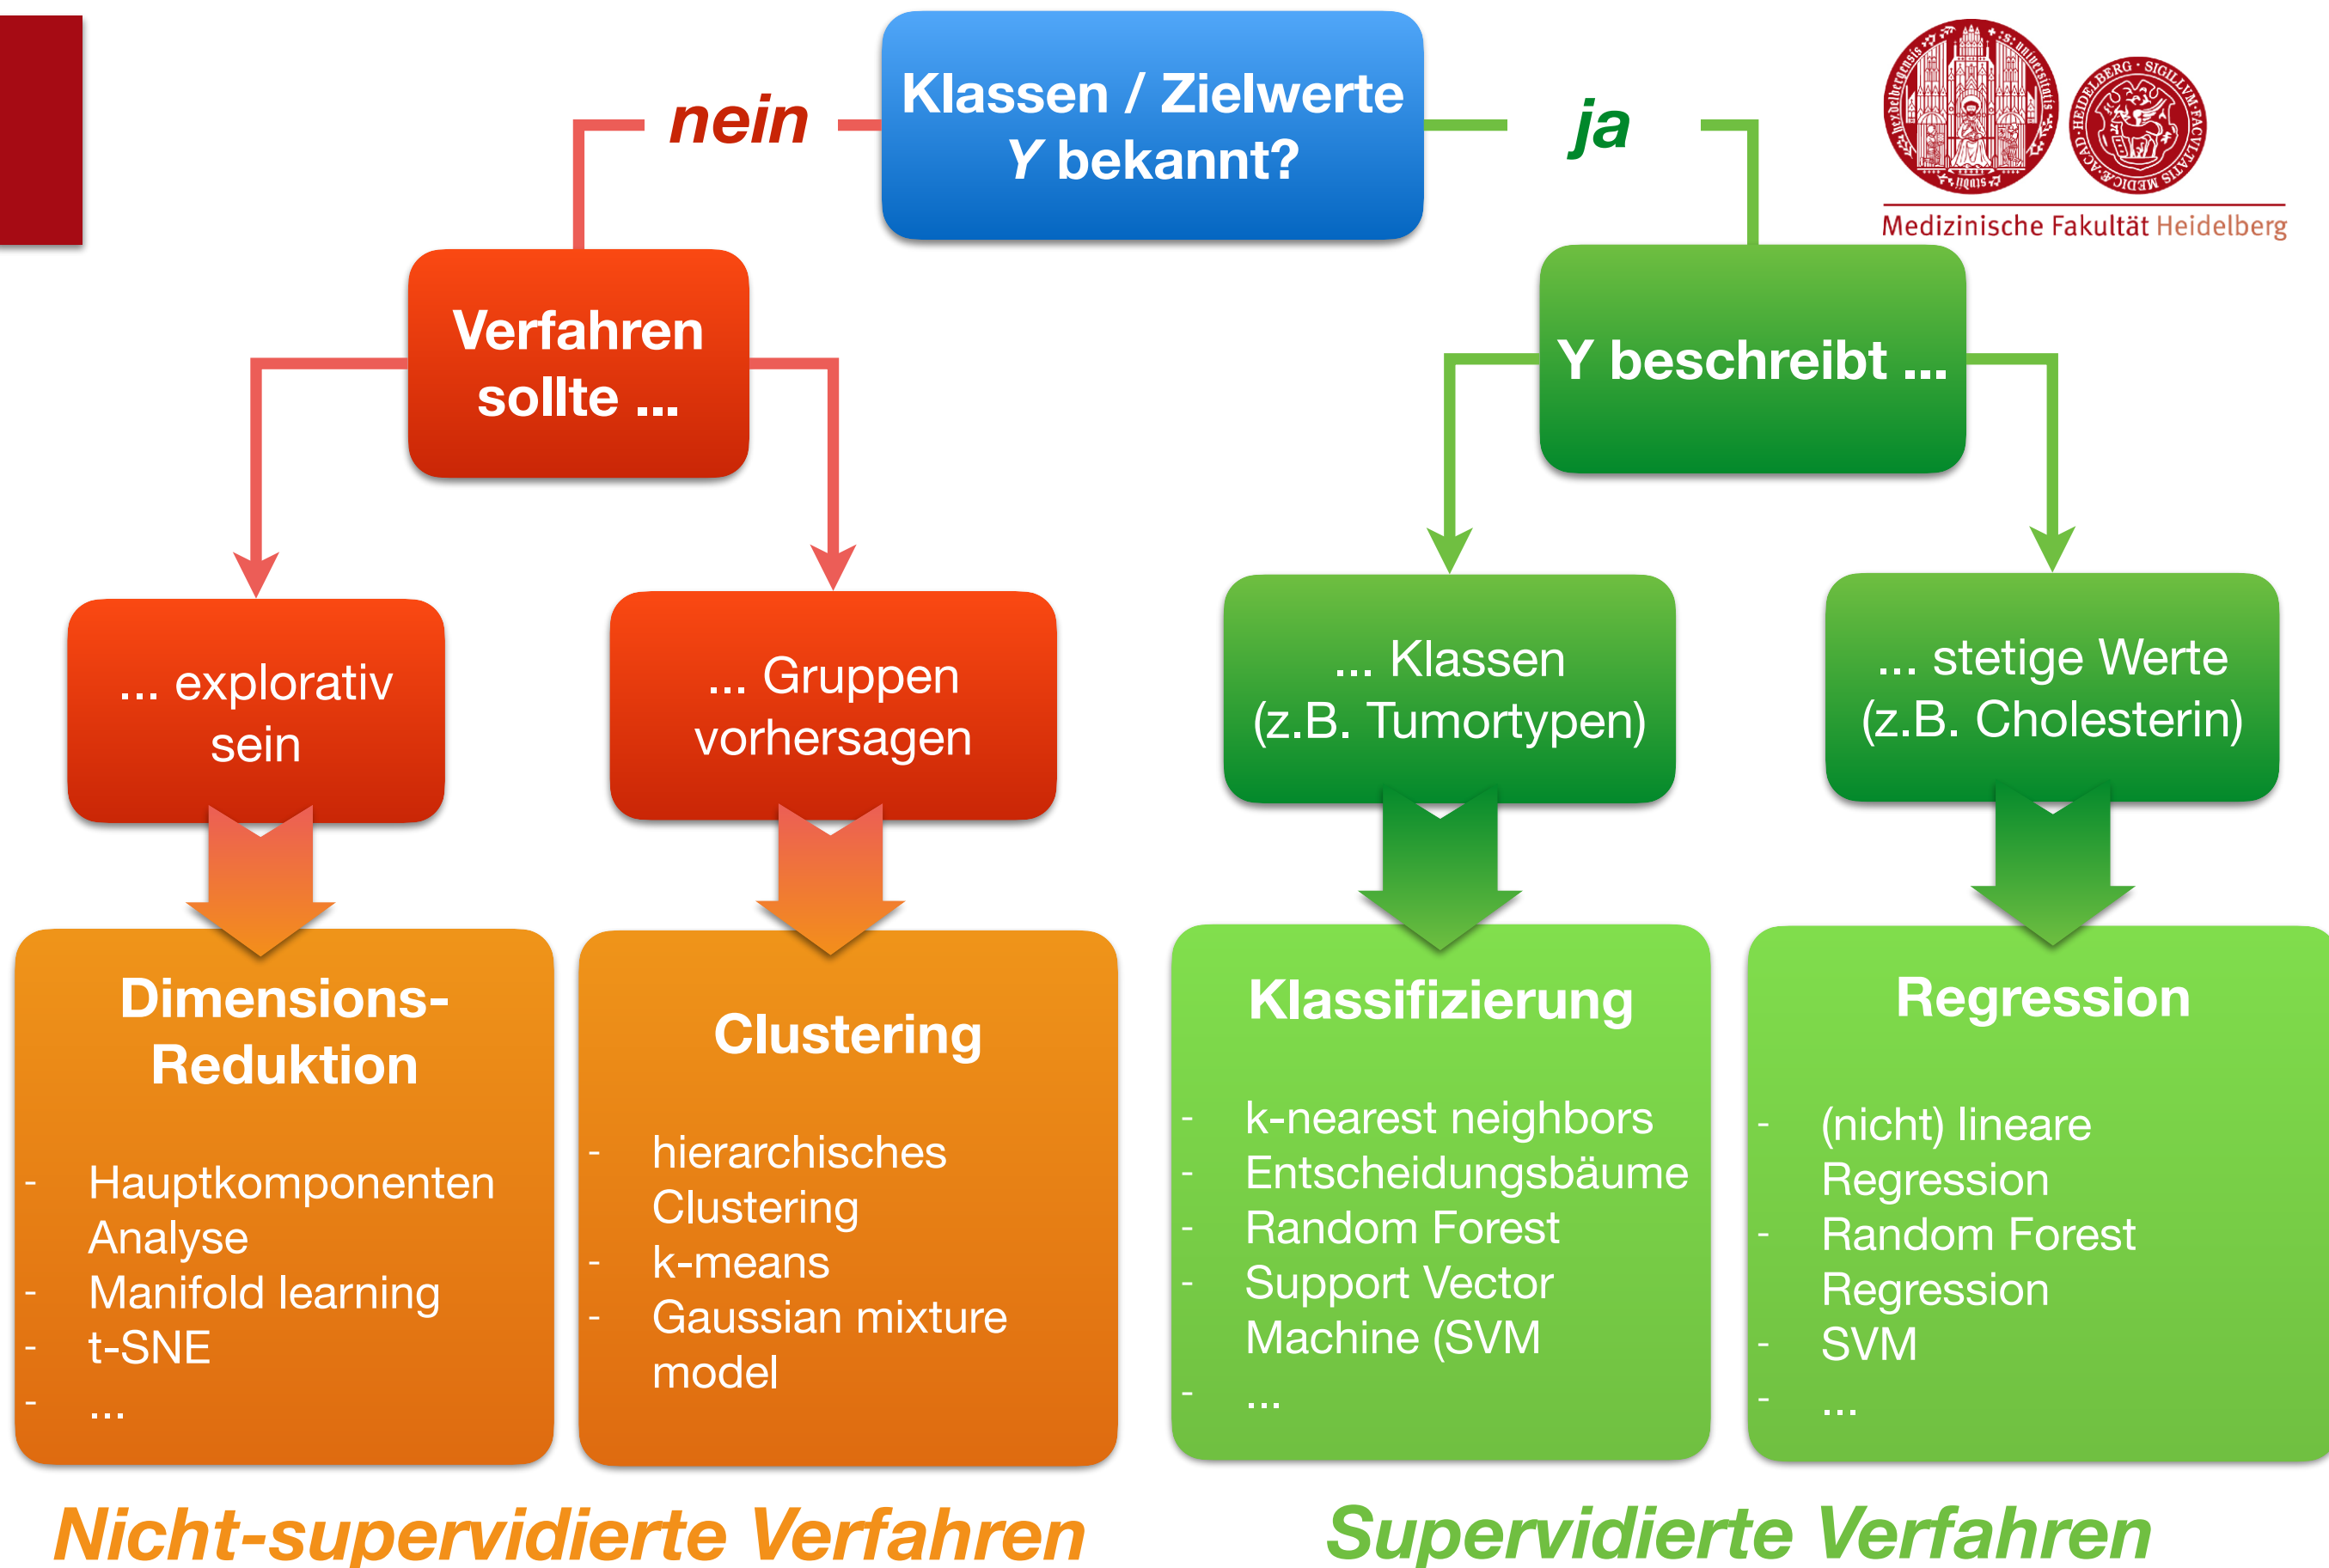 Klassen / Zielwerte
Y bekannt?
nein
ja
Medizinische Fakultät Heidelberg
Verfahren
sollte ...
Y beschreibt ...
... explorativ
sein
... Gruppen
vorhersagen
... Klassen
(z.B. Tumortypen)
... stetige Werte
(z.B. Cholesterin)
Dimensions-
Reduktion
- Hauptkomponenten
Analyse
- Manifold learning
- t-SNE
- ...
Clustering
- hierarchisches
Clustering
- k-means
- Gaussian mixture
model
Klassifizierung
- k-nearest neighbors
- Entscheidungsbäume
- Random Forest
- Support Vector
Machine (SVM
- ...
Regression
- (nicht) lineare
Regression
- Random Forest
Regression
- SVM
- ...
Nicht-supervidierte Verfahren
Supervidierte Verfahren